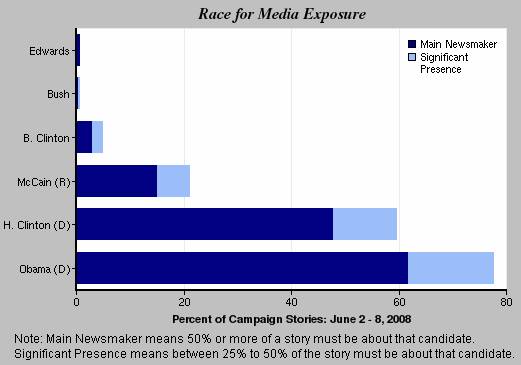 Race for Media Exposure
Main Newsmaker
Significant
Presence
Edwards
Bush
B. Clinton
McCain (R)
H. Clinton (D)
Obama (D)
0 20 40 60 80
Percent of Campaign Stories: June 2 - 8, 2008
Note: Main Newsmaker means 50% or more of a story must be about that candidate.
Significant Presence means between 25% to 50% of the story must be about that candidate.